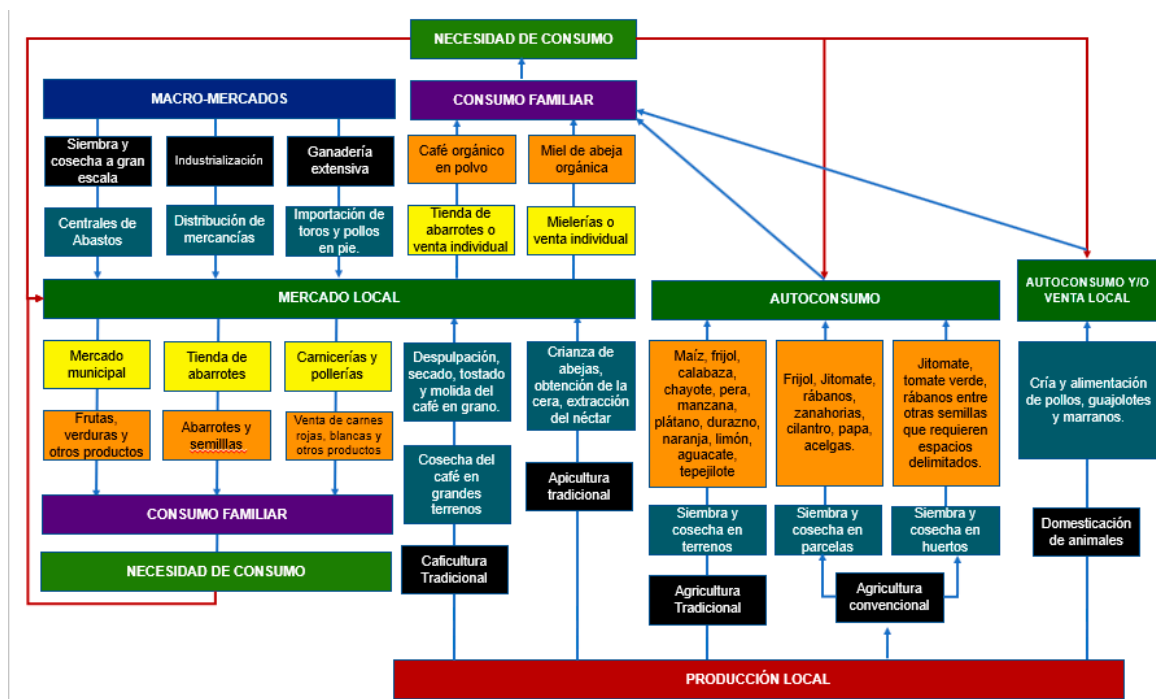 NECESIDAD DE CONSUMO
MACRO-MERCADOS
CONSUMO FAMILIAR
Siembra y
cosecha a gran
escala
Industrialización
Ganadería
extensiva
Café orgánico
en polvo
Miel de abeja
orgánica
Centrales de
Abastos
Distribución de
mercancías
Importación de
toros y pollos
en pie.
Tienda de
abarrotes o
venta individual
Mielerías o
venta individual
MERCADO LOCAL
AUTOCONSUMO
AUTOCONSUMO Y/O
VENTA LOCAL
Mercado
municipal
Tienda de
abarrotes
Carnicerías y
pollerías
Despulpación,
secado, tostado
y molida del
café en grano.
Crianza de
abejas,
obtención de la
cera, extracción
del néctar
Maíz, frijol,
calabaza,
chayote, pera,
manzana,
plátano, durazno,
naranja, limón,
aguacate,
tepejilote
Frijol, Jitomate,
rábanos,
zanahorias,
cilantro, papa,
acelgas.
Jitomate,
tomate verde,
rábanos entre
otras semillas
que requieren
espacios
delimitados.
Cría y alimentación
de pollos, guajolotes y
marranos.
Frutas,
verduras y
otros productos
Abarrotes y
semilllas
Venta de carnes
rojas, blancas y
otros productos
Cosecha del
café en
grandes
terrenos
Apicultura
tradicional
CONSUMO FAMILIAR
Siembra y
cosecha en
terrenos
Siembra y
cosecha en
parcelas
Siembra y
cosecha en
huertos
Domesticación
de animales
NECESIDAD DE CONSUMO
Caficultura
Tradicional
Agricultura
Tradicional
Agricultura
convencional
PRODUCCIÓN LOCAL